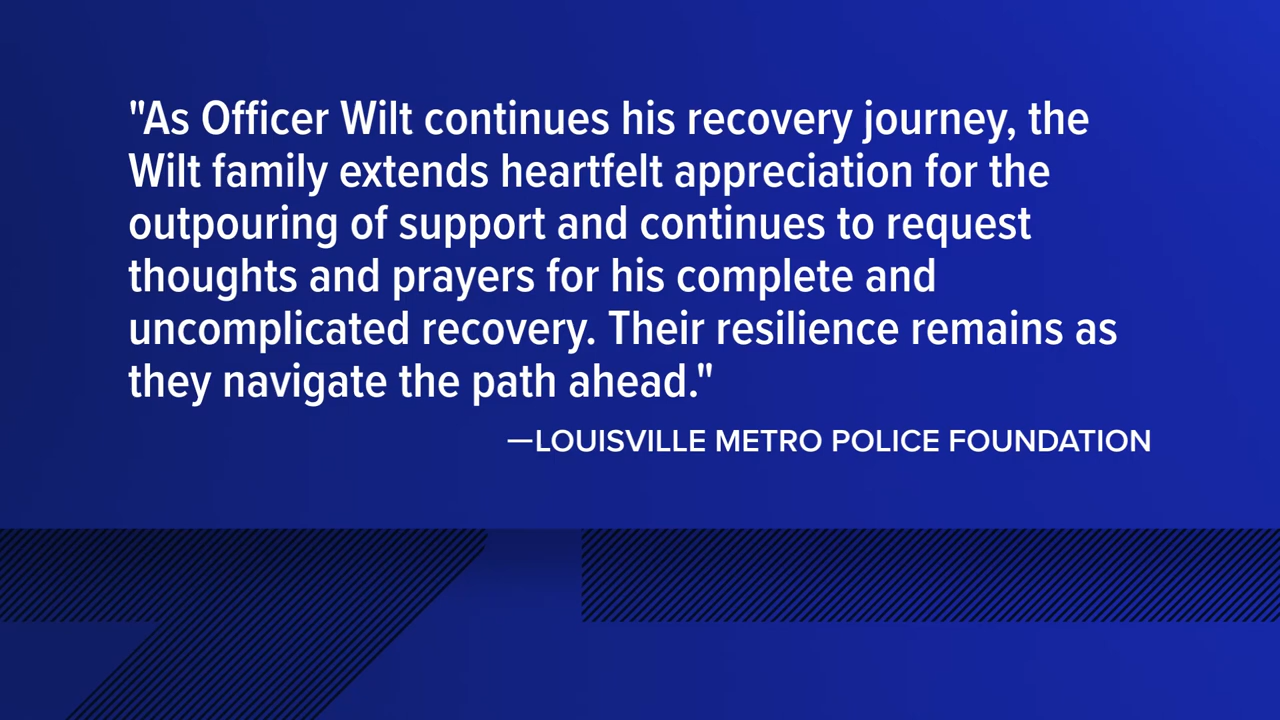 "As Officer Wilt continues his recovery journey, the
Wilt family extends heartfelt appreciation for the
outpouring of support and continues to request
thoughts and prayers for his complete and
uncomplicated recovery. Their resilience remains as
they navigate the path ahead."
—LOUISVILLE METRO POLICE FOUNDATION